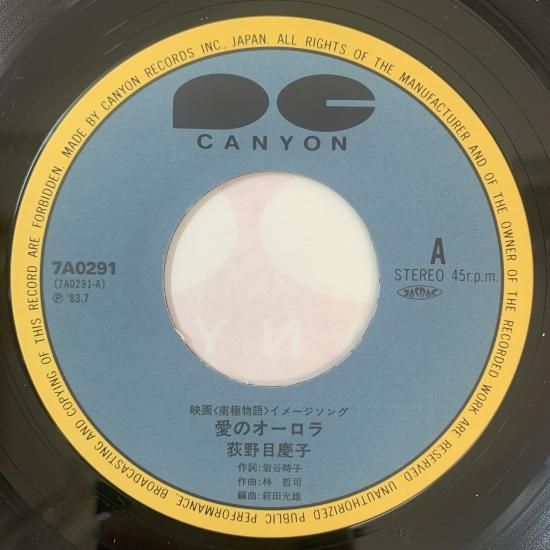 MADE BY CANYON RECORDS INC., JAPAN. ALL RIGHTS OF THE MANUFACTURER AND OF THE OWNER OF THE RECORDED WORK ARE RESERVED. UNAUTHORIZED PUBLIC PERFORMANCE, BROADCASTING AND COPYING OF THIS RECORD ARE FORBIDDEN.
CANYON
7A0291
(7A0291-A)
Ⓟ '83.7
A
STEREO 45r.p.m.
映画〈南極物語〉イメージソング
愛のオーロラ
荻野目慶子
作詞:岩谷時子
作曲:林 哲司
編曲:萩田光雄
N Y